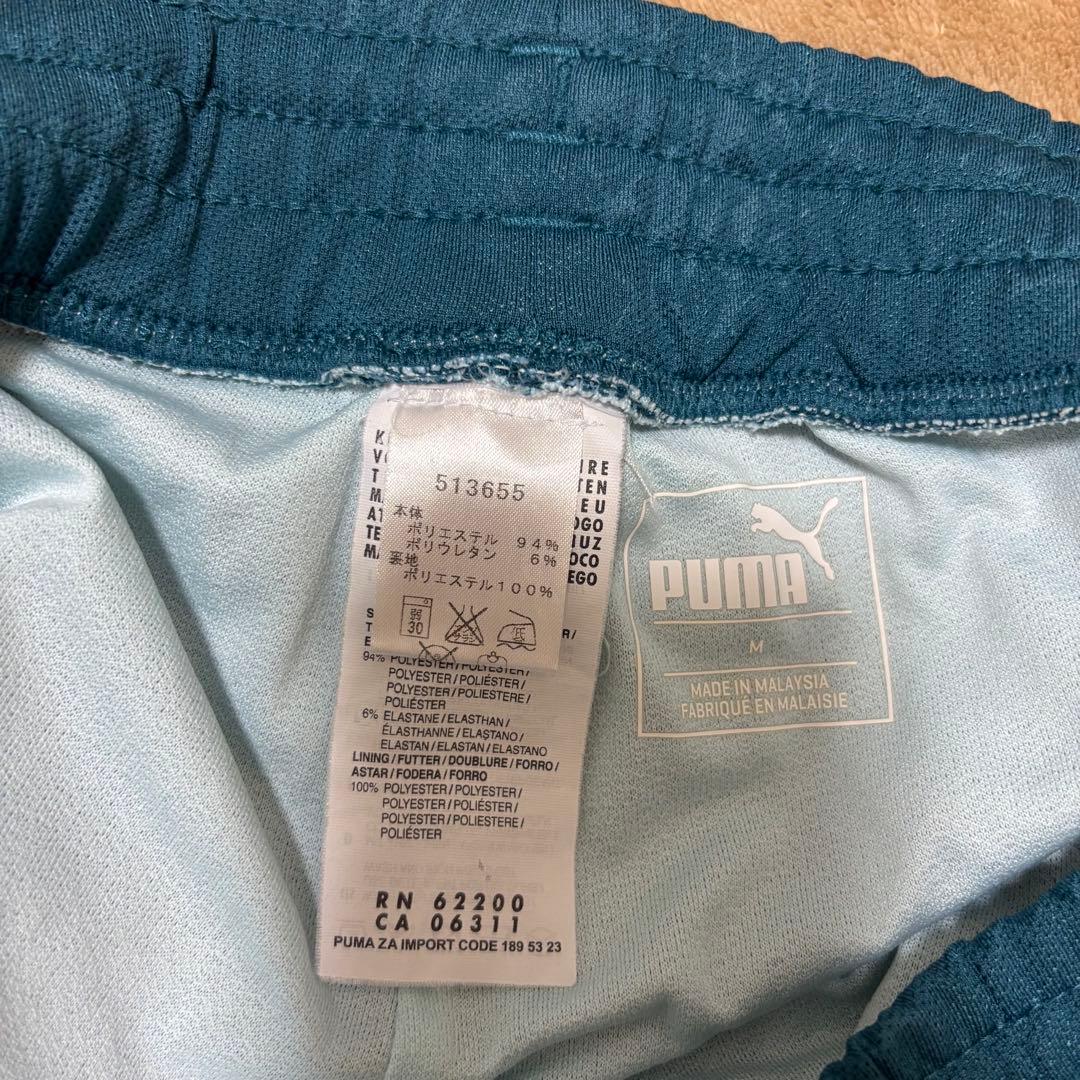 513655
本体
ポリエステル 94%
ポリウレタン 6%
裏地
ポリエステル100%
弱
30
低
94% POLYESTER/POLYESTER/
POLYESTER/POLIÉSTER/
POLYESTER/POLIESTERE/
POLIÉSTER
6% ELASTANE/ELASTHAN/
ÉLASTHANNE/ELASTANO/
ELASTAN/ELASTAN/ELASTANO
LINING/FUTTER/DOUBLURE/FORRO/
ASTAR/FODERA/FORRO
100% POLYESTER/POLYESTER/
POLYESTER/POLIÉSTER/
POLYESTER/POLIESTERE/
POLIÉSTER
RN 62200
CA 06311
PUMA ZA IMPORT CODE 189 53 23
PUMA
M
MADE IN MALAYSIA
FABRIQUÉ EN MALAISIE